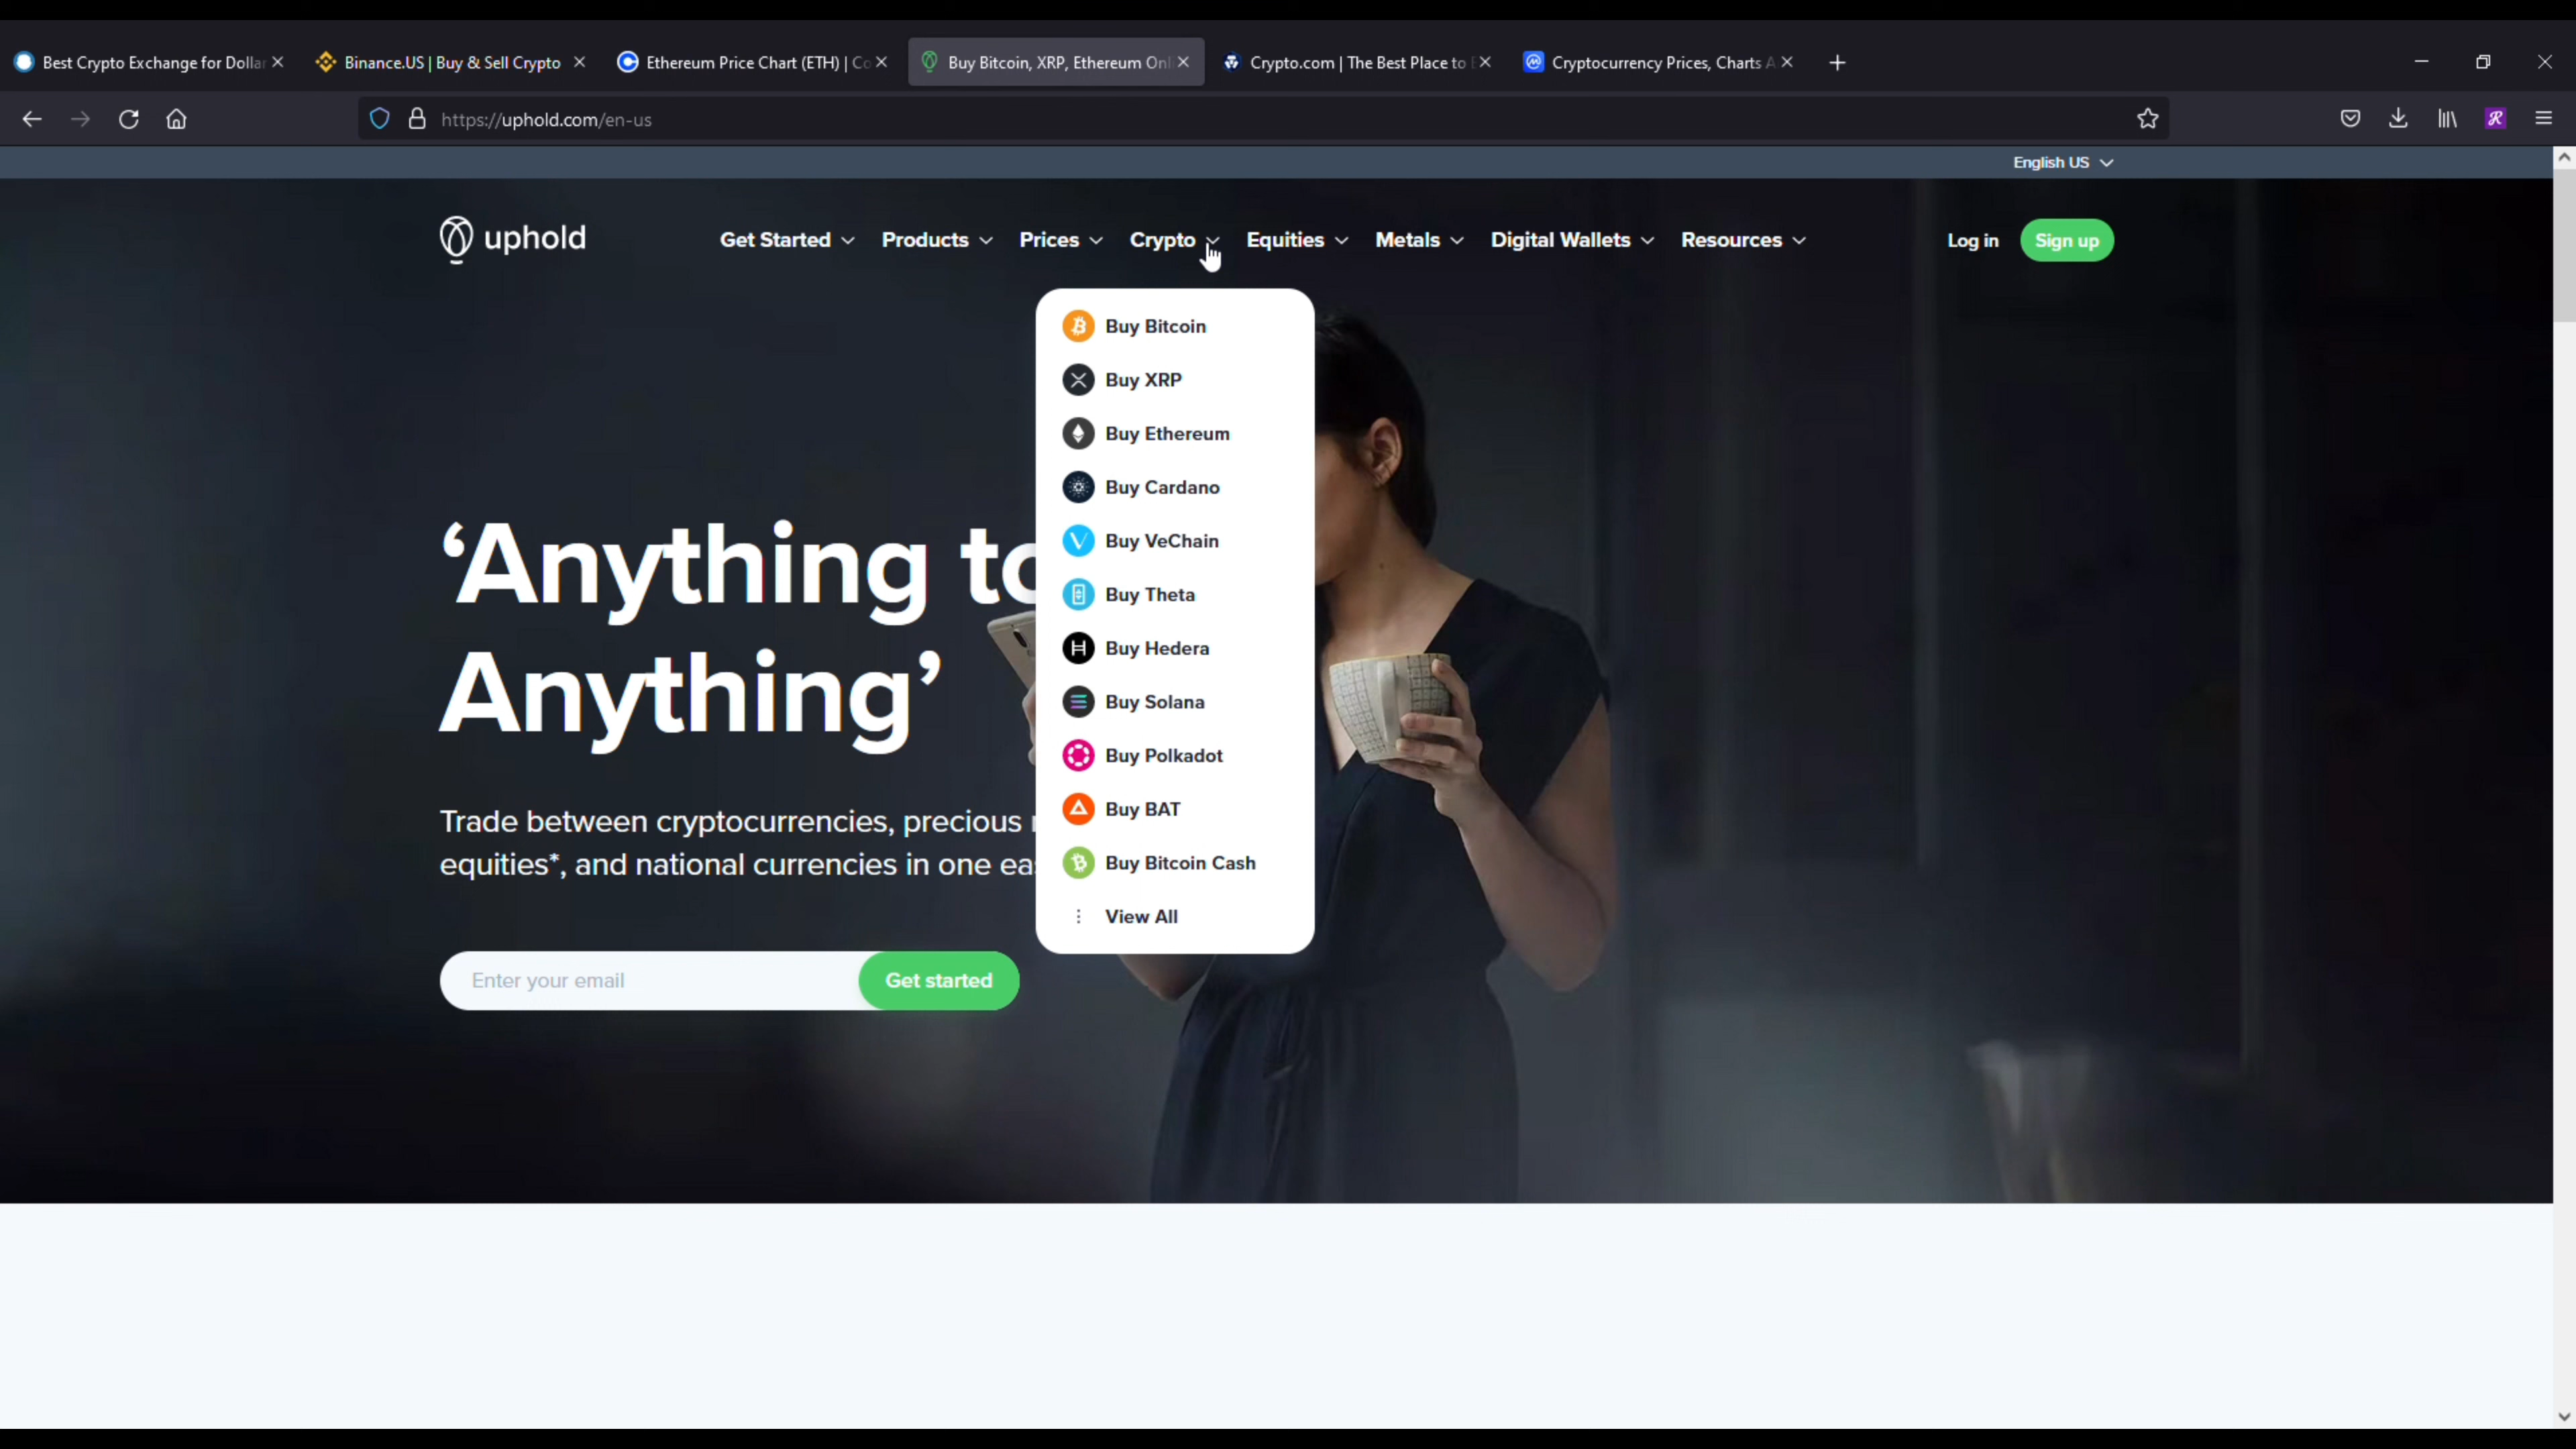 Best Crypto Exchange for Dollar
Binance.US | Buy & Sell Crypto
Ethereum Price Chart (ETH) | Co
Buy Bitcoin, XRP, Ethereum Onli
Crypto.com | The Best Place to
Cryptocurrency Prices, Charts A
https://uphold.com/en-us
English US
uphold
Get Started
Products
Prices
Crypto
Equities
Metals
Digital Wallets
Resources
Log in
Sign up
Buy Bitcoin
Buy XRP
Buy Ethereum
Buy Cardano
Buy VeChain
Buy Theta
Buy Hedera
Buy Solana
Buy Polkadot
Buy BAT
Buy Bitcoin Cash
View All
‘Anything to
Anything’
Trade between cryptocurrencies, precious
equities*, and national currencies in one
Enter your email
Get started